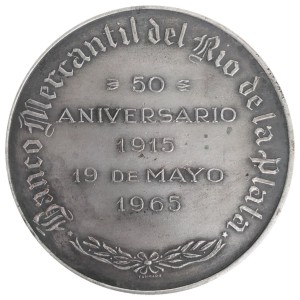 Banco Mercantil del Rio de la Plata
50
ANIVERSARIO
1915
19 DE MAYO
1965